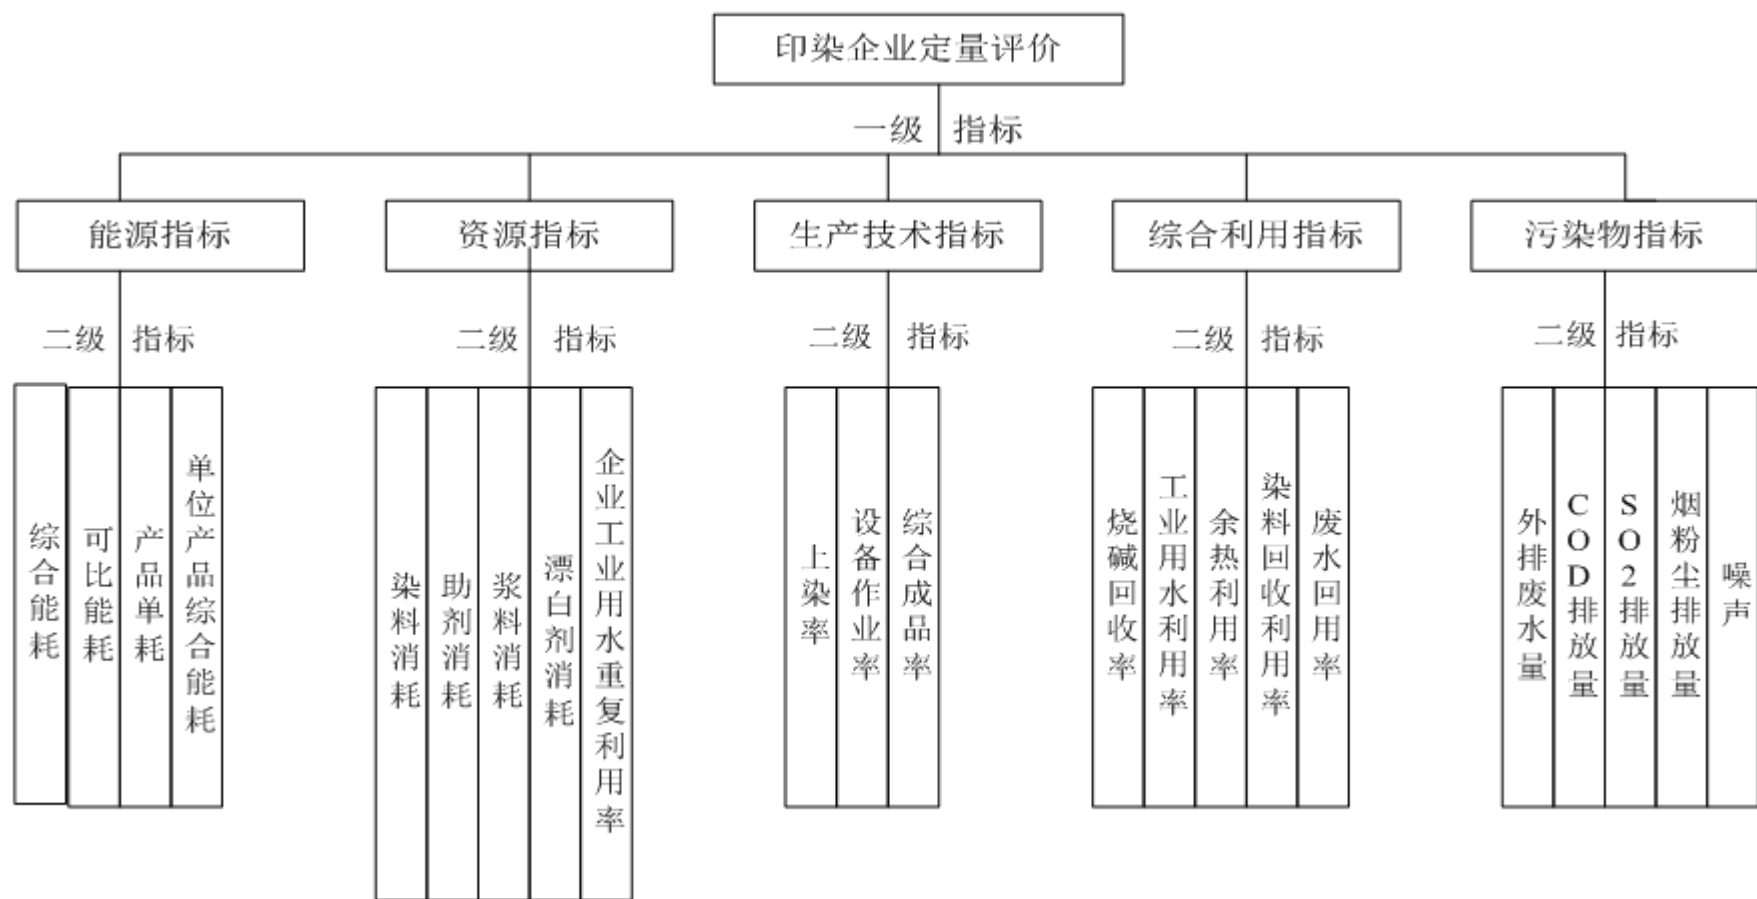 印染企业定量评价
一级 指标
能源指标
资源指标
生产技术指标
综合利用指标
污染物指标
二级 指标
二级 指标
二级 指标
二级 指标
二级 指标
综合能耗
可比能耗
产品单耗
单位产品综合能耗
染料消耗
助剂消耗
浆料消耗
漂白剂消耗
企业工业用水重复利用率
上染率
设备作业率
综合成品率
烧碱回收率
工业用水利用率
余热利用率
染料回收利用率
废水回用率
外排废水量
COD排放量
SO2排放量
烟粉尘排放量
噪声